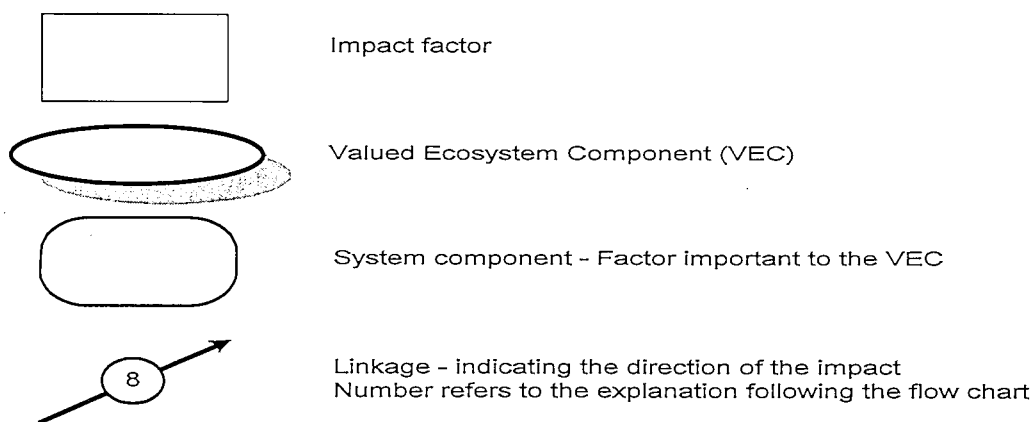 Impact factor
Valued Ecosystem Component (VEC)
System component - Factor important to the VEC
8
Linkage - indicating the direction of the impact
Number refers to the explanation following the flow chart